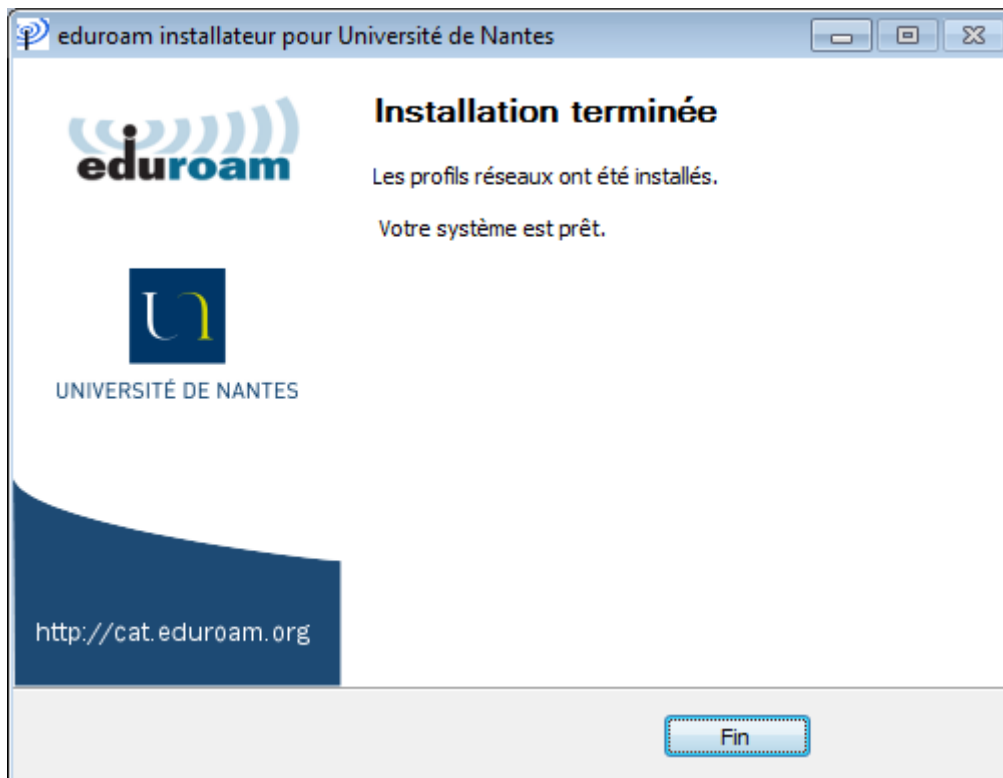 eduroam installateur pour Université de Nantes
eduroam
Installation terminée
Les profils réseaux ont été installés.
Votre système est prêt.
UNIVERSITÉ DE NANTES
http://cat.eduroam.org
Fin